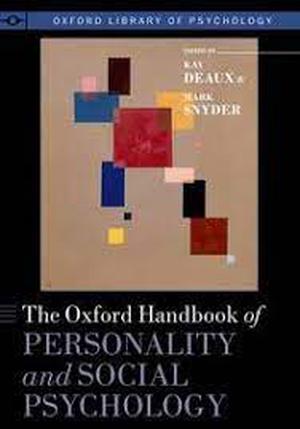 OXFORD LIBRARY OF PSYCHOLOGY
EDITED BY
KAY
DEAUX &
MARK
SNYDER
The Oxford Handbook of
PERSONALITY
and SOCIAL
PSYCHOLOGY